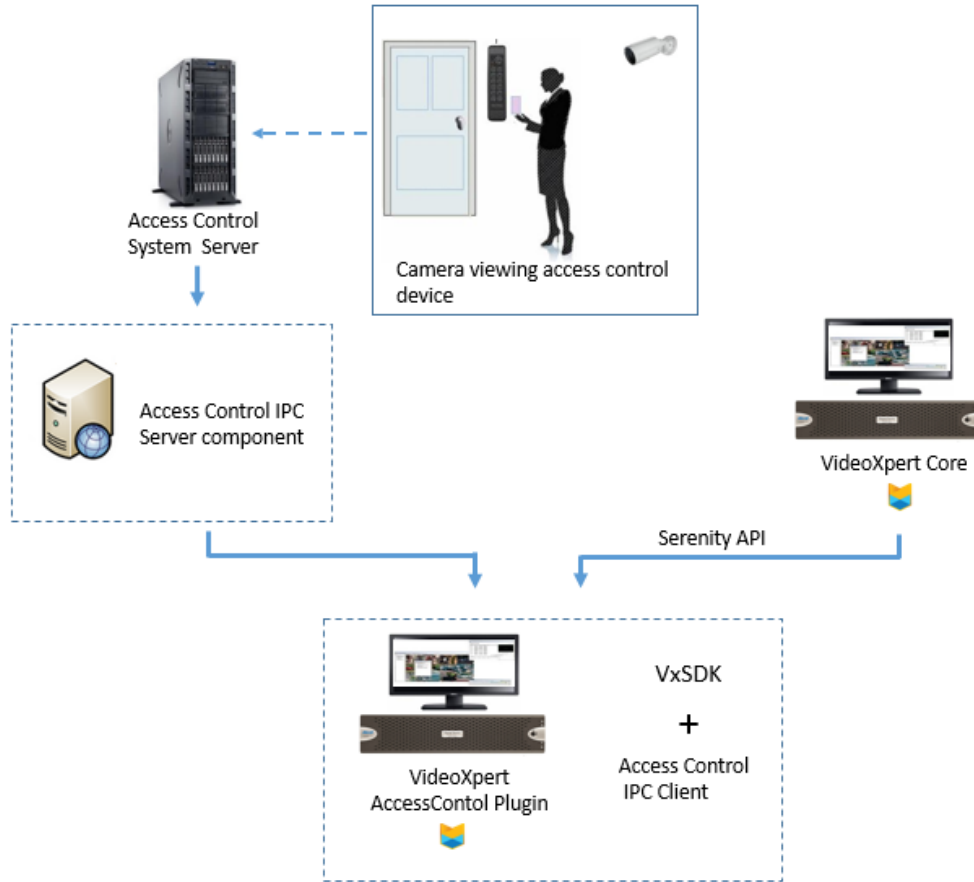 Access Control
System Server
Camera viewing access control
device
Access Control IPC
Server component
VideoXpert Core
Serenity API
VideoXpert
AccessContol Plugin
VxSDK
+
Access Control
IPC Client